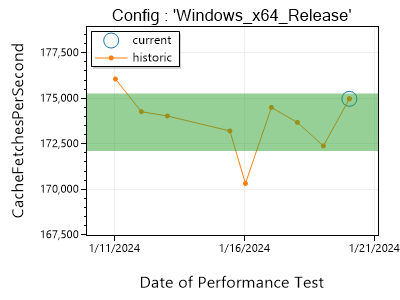 Config : 'Windows_x64_Release'
current
historic
177,500
175,000
172,500
170,000
167,500
CacheFetchesPerSecond
1/11/2024
1/16/2024
1/21/2024
Date of Performance Test